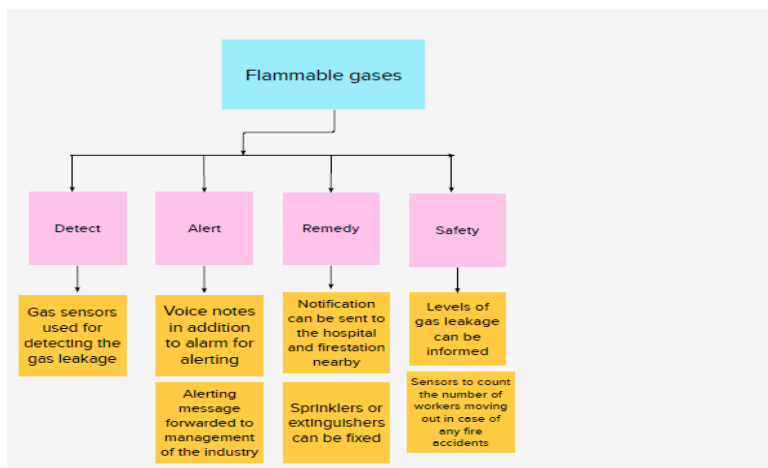 Flammable gases
Detect
Alert
Remedy
Safety
Gas sensors
used for
detecting the
gas leakage
Voice notes
in addition
to alarm for
alerting
Notification
can be sent to
the hospital
and firestation
nearby
Levels of
gas leakage
can be
informed
Alerting
message
forwarded to
management
of the industry
Sprinklers or
extinguishers
can be fixed
Sensors to count
the number of
workers moving
out in case of
any fire
accidents